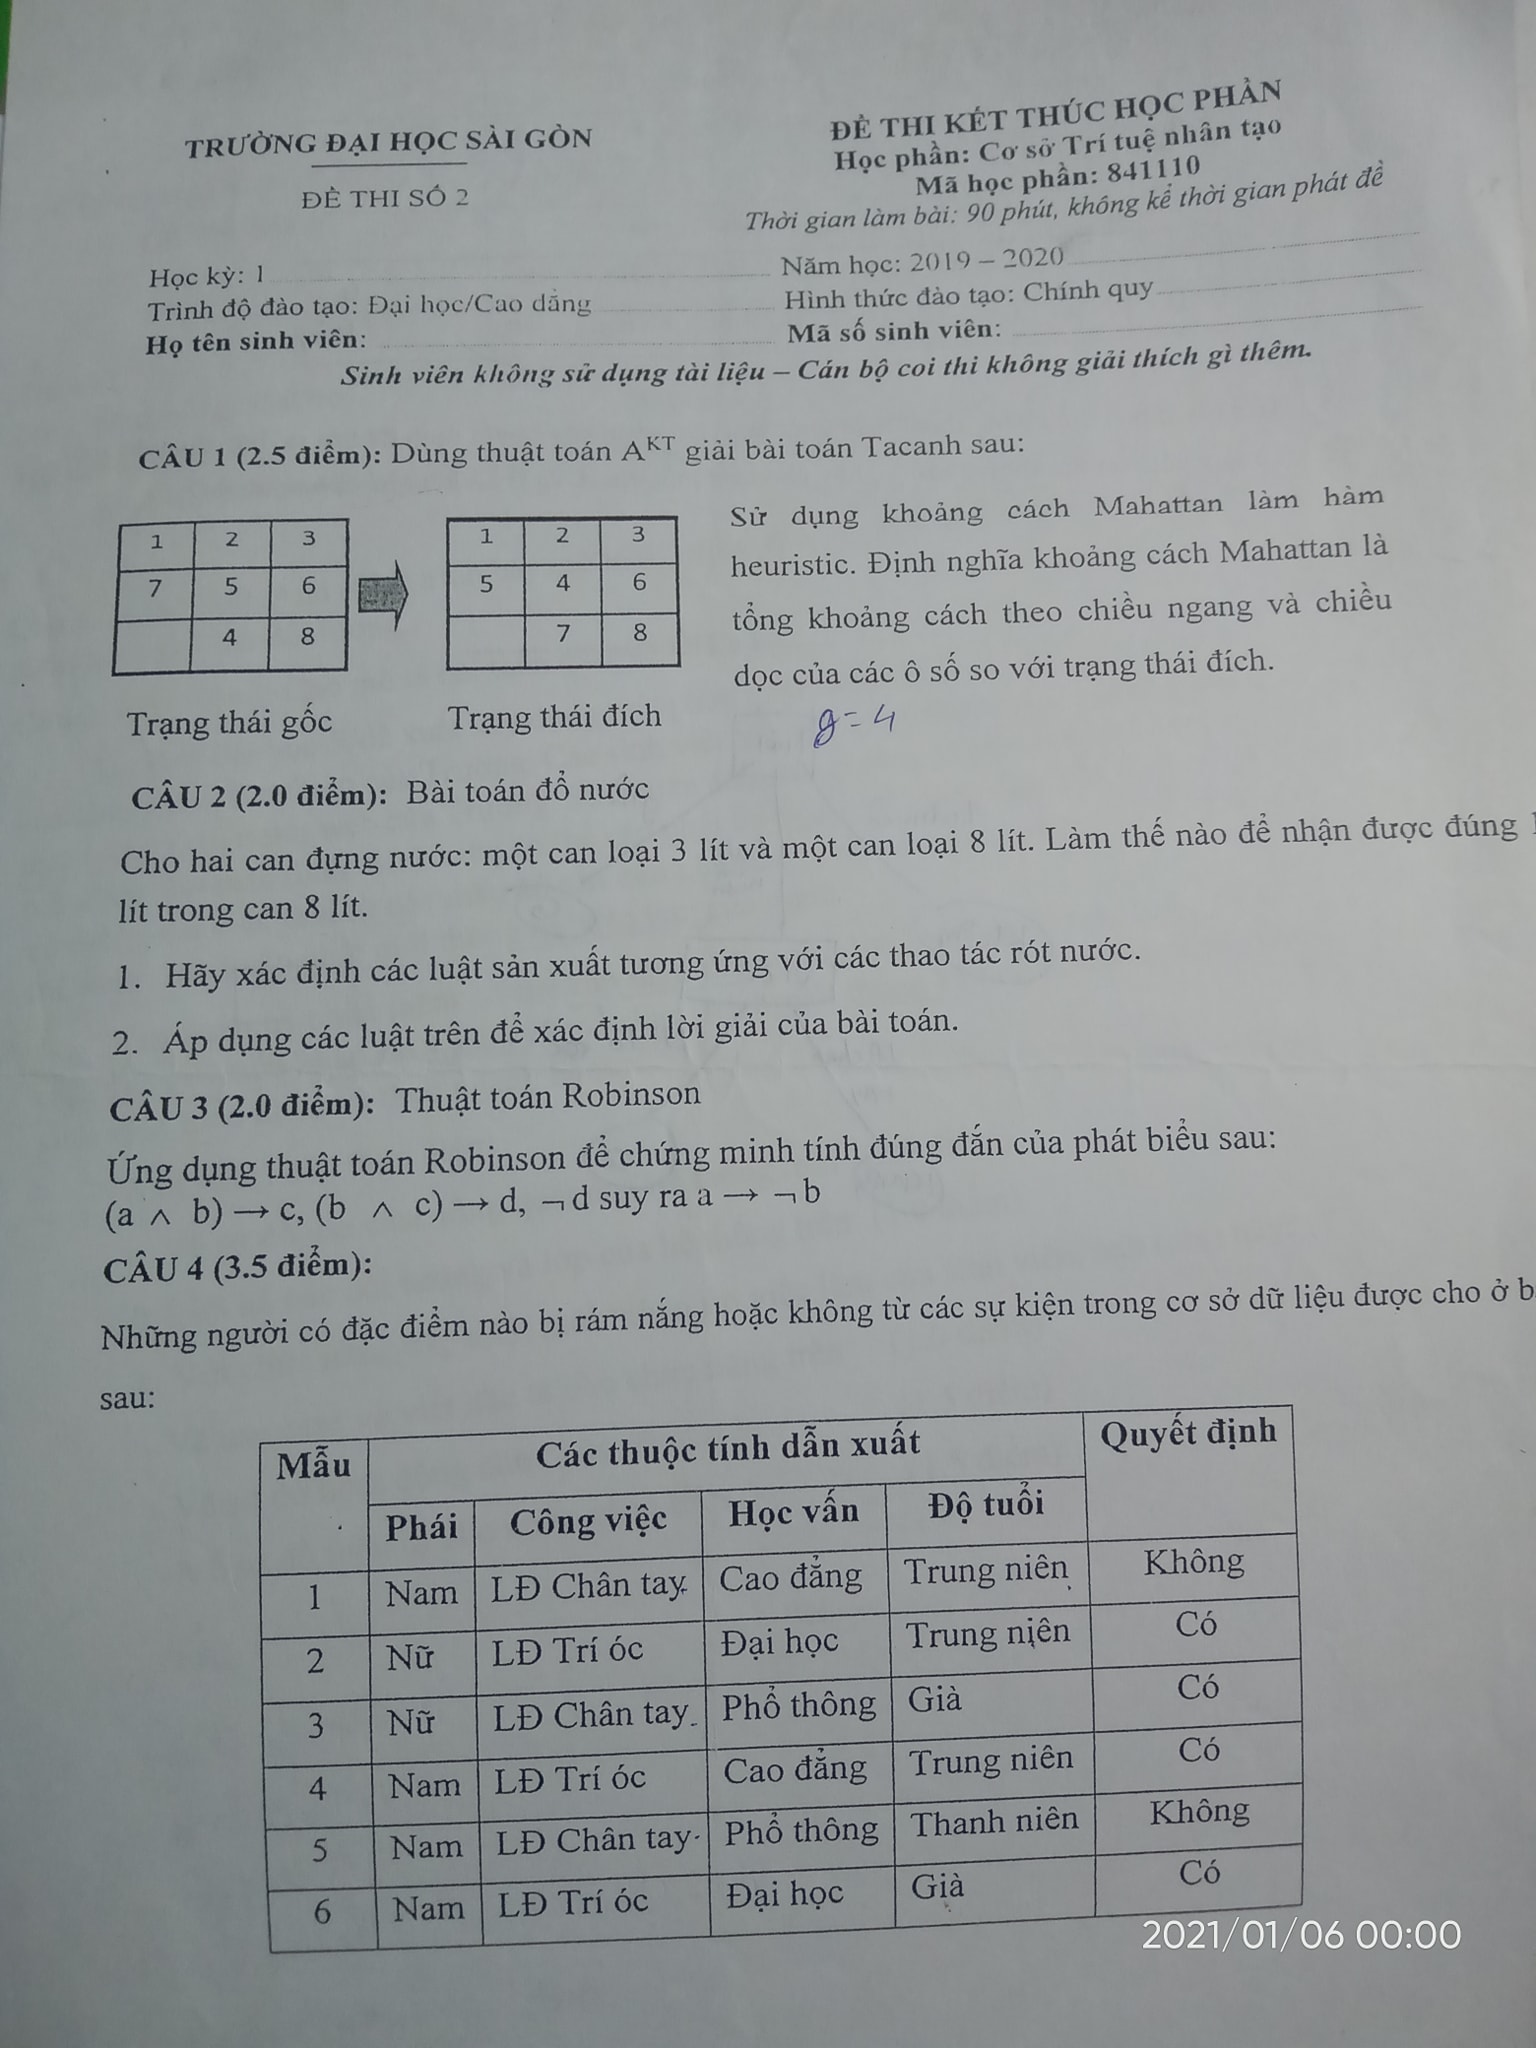 TRƯỜNG ĐẠI HỌC SÀI GÒN
ĐỀ THI SỐ 2
ĐỀ THI KẾT THÚC HỌC PHẦN
Học phần: Cơ sở Trí tuệ nhân tạo
Mã học phần: 841110
Thời gian làm bài: 90 phút, không kể thời gian phát đề
Học kỳ: 1 Năm học: 2019 – 2020
Trình độ đào tạo: Đại học/Cao đẳng Hình thức đào tạo: Chính quy
Họ tên sinh viên: Mã số sinh viên:
Sinh viên không sử dụng tài liệu – Cán bộ coi thi không giải thích gì thêm.
CÂU 1 (2.5 điểm): Dùng thuật toán A^KT giải bài toán Tacanh sau:
1 2 3
7 5 6
4 8
Trạng thái gốc
1 2 3
5 4 6
7 8
Trạng thái đích
Sử dụng khoảng cách Mahattan làm hàm
heuristic. Định nghĩa khoảng cách Mahattan là
tổng khoảng cách theo chiều ngang và chiều
dọc của các ô số so với trạng thái đích.
g = 4
CÂU 2 (2.0 điểm): Bài toán đổ nước
Cho hai can đựng nước: một can loại 3 lít và một can loại 8 lít. Làm thế nào để nhận được đúng
lít trong can 8 lít.
1. Hãy xác định các luật sản xuất tương ứng với các thao tác rót nước.
2. Áp dụng các luật trên để xác định lời giải của bài toán.
CÂU 3 (2.0 điểm): Thuật toán Robinson
Ứng dụng thuật toán Robinson để chứng minh tính đúng đắn của phát biểu sau:
(a ∧ b) → c, (b ∧ c) → d, ¬ d suy ra a → ¬ b
CÂU 4 (3.5 điểm):
Những người có đặc điểm nào bị rám nắng hoặc không từ các sự kiện trong cơ sở dữ liệu được cho ở
sau:
Mẫu Các thuộc tính dẫn xuất Quyết định
Phái Công việc Học vấn Độ tuổi
1 Nam LĐ Chân tay Cao đẳng Trung niên Không
2 Nữ LĐ Trí óc Đại học Trung niên Có
3 Nữ LĐ Chân tay Phổ thông Già Có
4 Nam LĐ Trí óc Cao đẳng Trung niên Có
5 Nam LĐ Chân tay Phổ thông Thanh niên Không
6 Nam LĐ Trí óc Đại học Già Có
2021/01/06 00:00